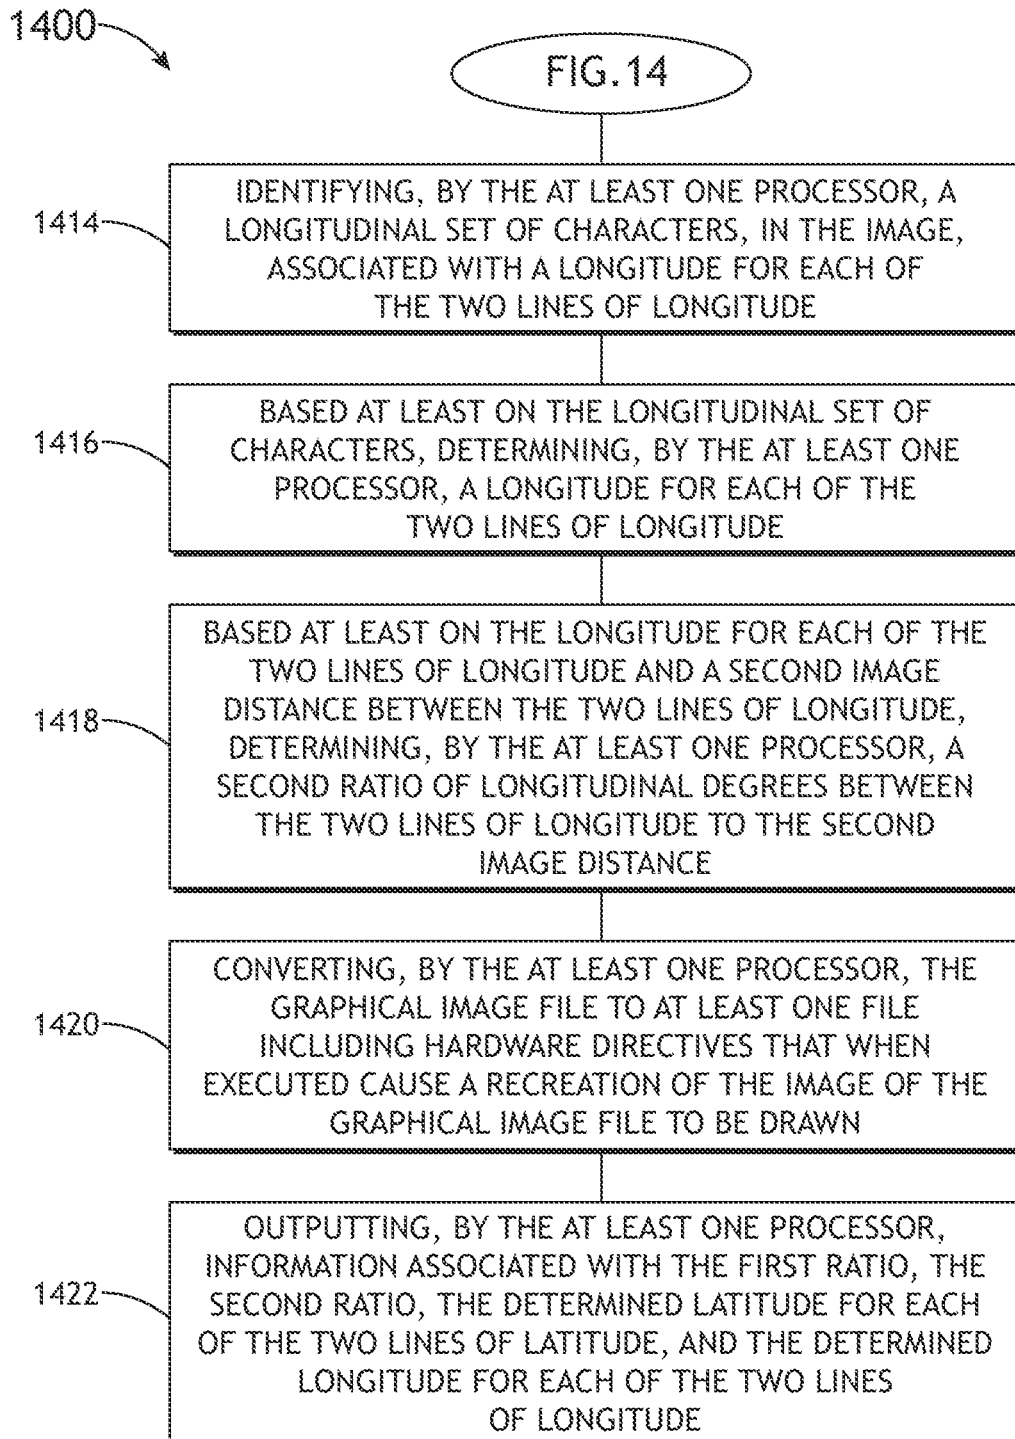 1400
FIG.14
1414
IDENTIFYING, BY THE AT LEAST ONE PROCESSOR, A
LONGITUDINAL SET OF CHARACTERS, IN THE IMAGE,
ASSOCIATED WITH A LONGITUDE FOR EACH OF
THE TWO LINES OF LONGITUDE
1416
BASED AT LEAST ON THE LONGITUDINAL SET OF
CHARACTERS, DETERMINING, BY THE AT LEAST ONE
PROCESSOR, A LONGITUDE FOR EACH OF THE
TWO LINES OF LONGITUDE
1418
BASED AT LEAST ON THE LONGITUDE FOR EACH OF THE
TWO LINES OF LONGITUDE AND A SECOND IMAGE
DISTANCE BETWEEN THE TWO LINES OF LONGITUDE,
DETERMINING, BY THE AT LEAST ONE PROCESSOR, A
SECOND RATIO OF LONGITUDINAL DEGREES BETWEEN
THE TWO LINES OF LONGITUDE TO THE SECOND
IMAGE DISTANCE
1420
CONVERTING, BY THE AT LEAST ONE PROCESSOR, THE
GRAPHICAL IMAGE FILE TO AT LEAST ONE FILE
INCLUDING HARDWARE DIRECTIVES THAT WHEN
EXECUTED CAUSE A RECREATION OF THE IMAGE OF THE
GRAPHICAL IMAGE FILE TO BE DRAWN
1422
OUTPUTTING, BY THE AT LEAST ONE PROCESSOR,
INFORMATION ASSOCIATED WITH THE FIRST RATIO, THE
SECOND RATIO, THE DETERMINED LATITUDE FOR EACH
OF THE TWO LINES OF LATITUDE, AND THE DETERMINED
LONGITUDE FOR EACH OF THE TWO LINES
OF LONGITUDE